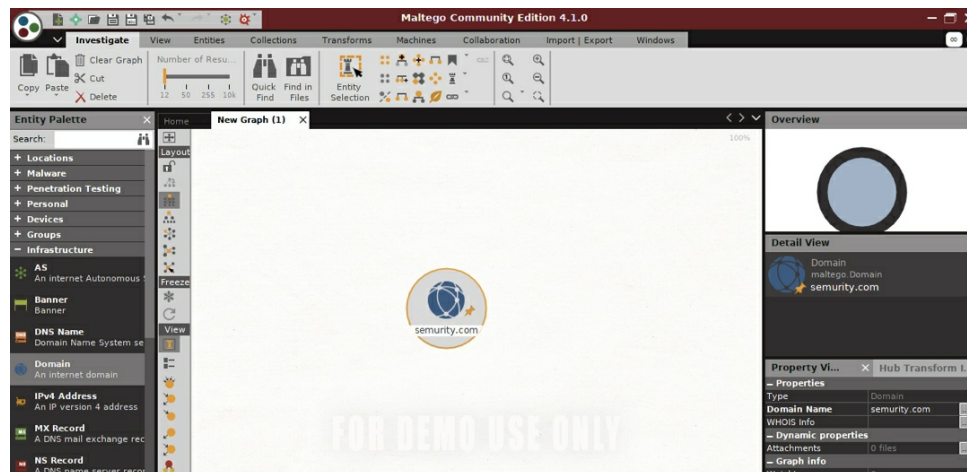 Maltego Community Edition 4.1.0
Investigate View Entities Collections Transforms Machines Collaboration Import | Export Windows
Copy Paste Clear Graph Cut Delete
Number of Resu...
12 50 255 10k
Quick Find Find in Files Entity Selection
Entity Palette
Search:
+ Locations
+ Malware
+ Penetration Testing
+ Personal
+ Devices
+ Groups
− Infrastructure
AS
An internet Autonomous S
Banner
Banner
DNS Name
Domain Name System se
Domain
An internet domain
IPv4 Address
An IP version 4 address
MX Record
A DNS mail exchange rec
NS Record
A DNS name server recor
Home New Graph (1)
Layout
Freeze
View
100%
semurity.com
FOR DEMO USE ONLY
Overview
Detail View
Domain
maltego.Domain
semurity.com
Property Vi... Hub Transform L
− Properties
Type Domain
Domain Name semurity.com
WHOIS Info
− Dynamic properties
Attachments 0 files
− Graph info